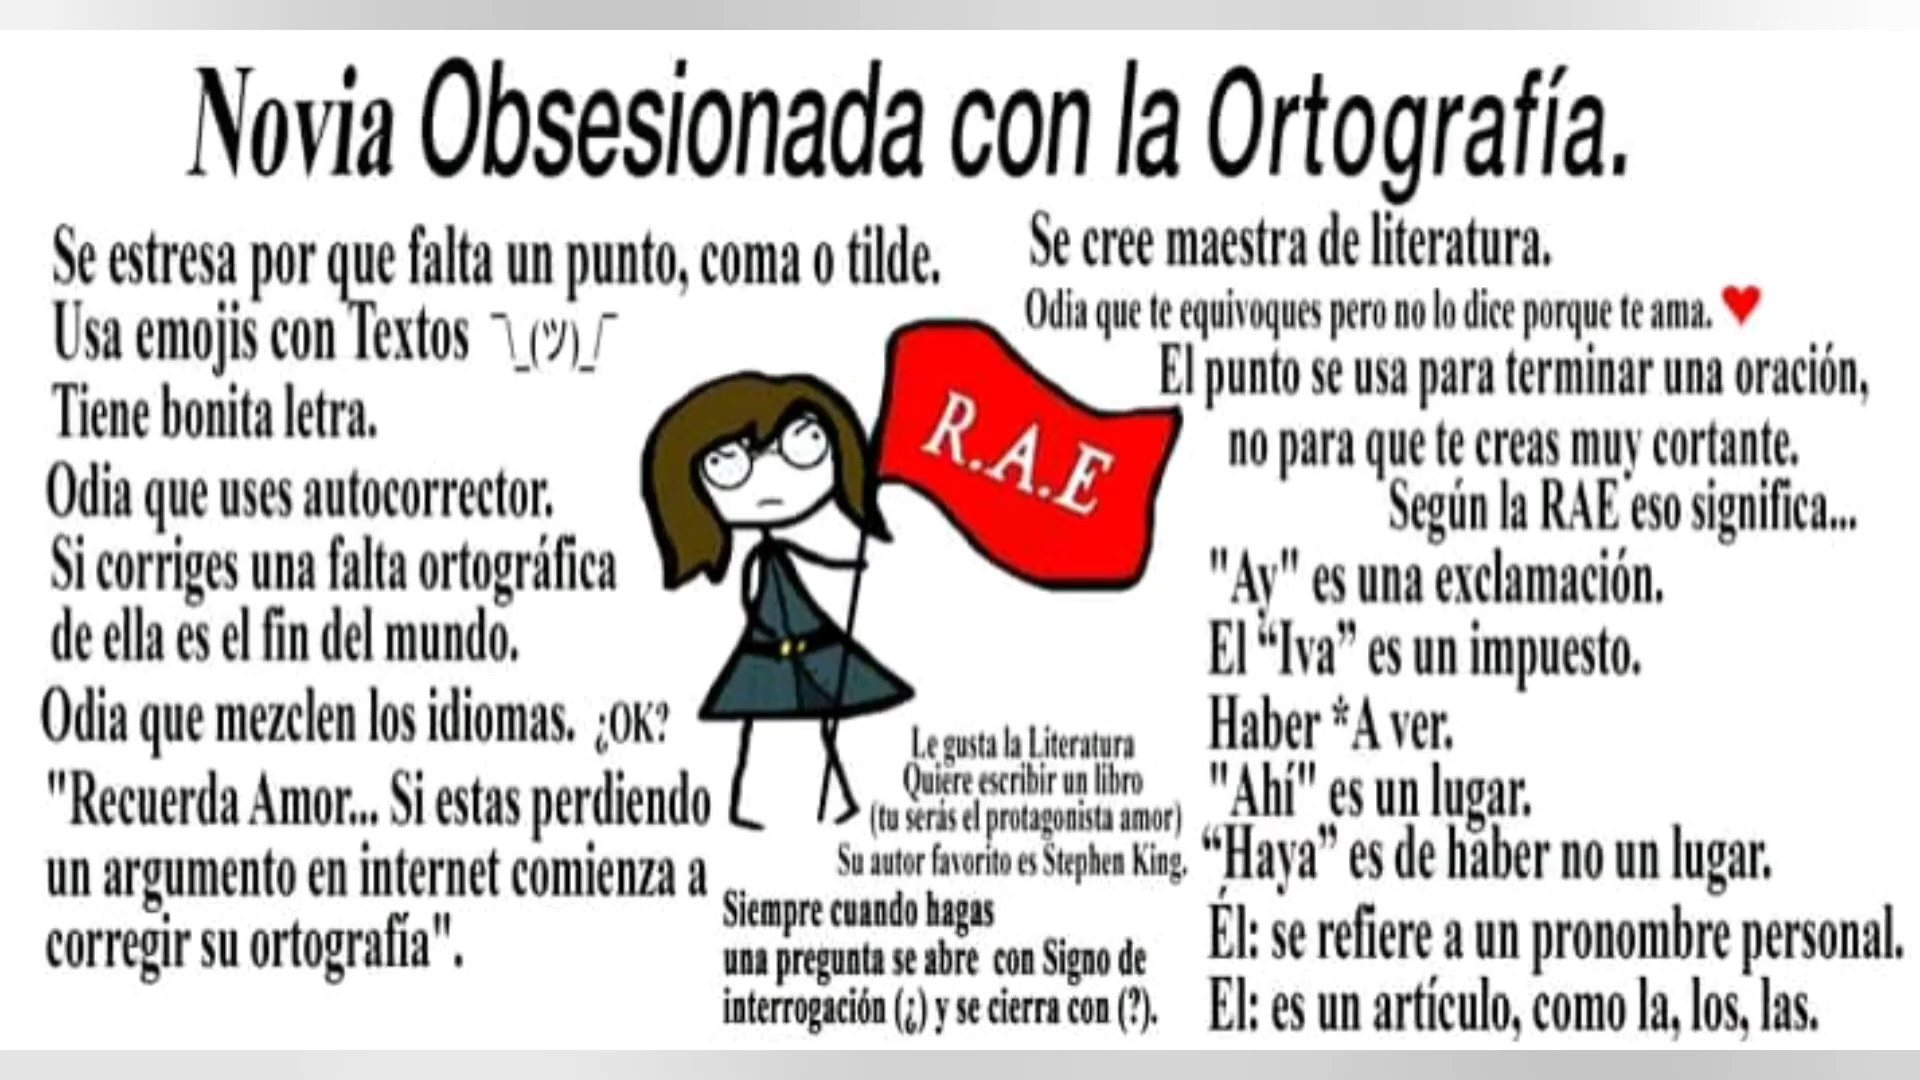 Novia Obsesionada con la Ortografía.
Se estresa por que falta un punto, coma o tilde.
Usa emojis con Textos ¯\_(ツ)_/¯
Tiene bonita letra.
Odia que uses autocorrector.
Si corriges una falta ortográfica
de ella es el fin del mundo.
Odia que mezclen los idiomas. ¿OK?
"Recuerda Amor... Si estas perdiendo
un argumento en internet comienza a
corregir su ortografía".
R.A.E
Le gusta la Literatura
Quiere escribir un libro
(tu serás el protagonista amor)
Su autor favorito es Stephen King.
Siempre cuando hagas
una pregunta se abre con Signo de
interrogación (¿) y se cierra con (?).
Se cree maestra de literatura.
Odia que te equivoques pero no lo dice porque te ama. ♥
El punto se usa para terminar una oración,
no para que te creas muy cortante.
Según la RAE eso significa...
"Ay" es una exclamación.
El “Iva” es un impuesto.
Haber *A ver.
"Ahí" es un lugar.
“Haya” es de haber no un lugar.
Él: se refiere a un pronombre personal.
El: es un artículo, como la, los, las.